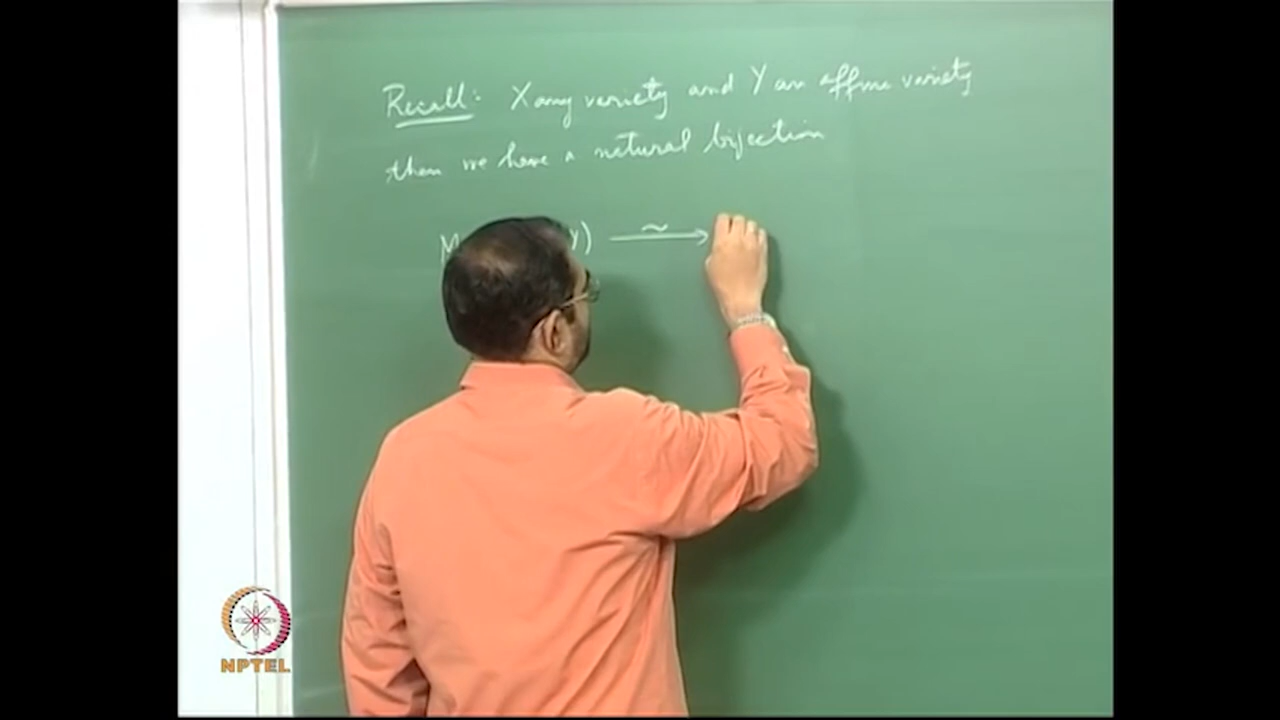 Recall: X any variety and Y an affine variety
then we have a natural bijection
M y) ~
NPTEL